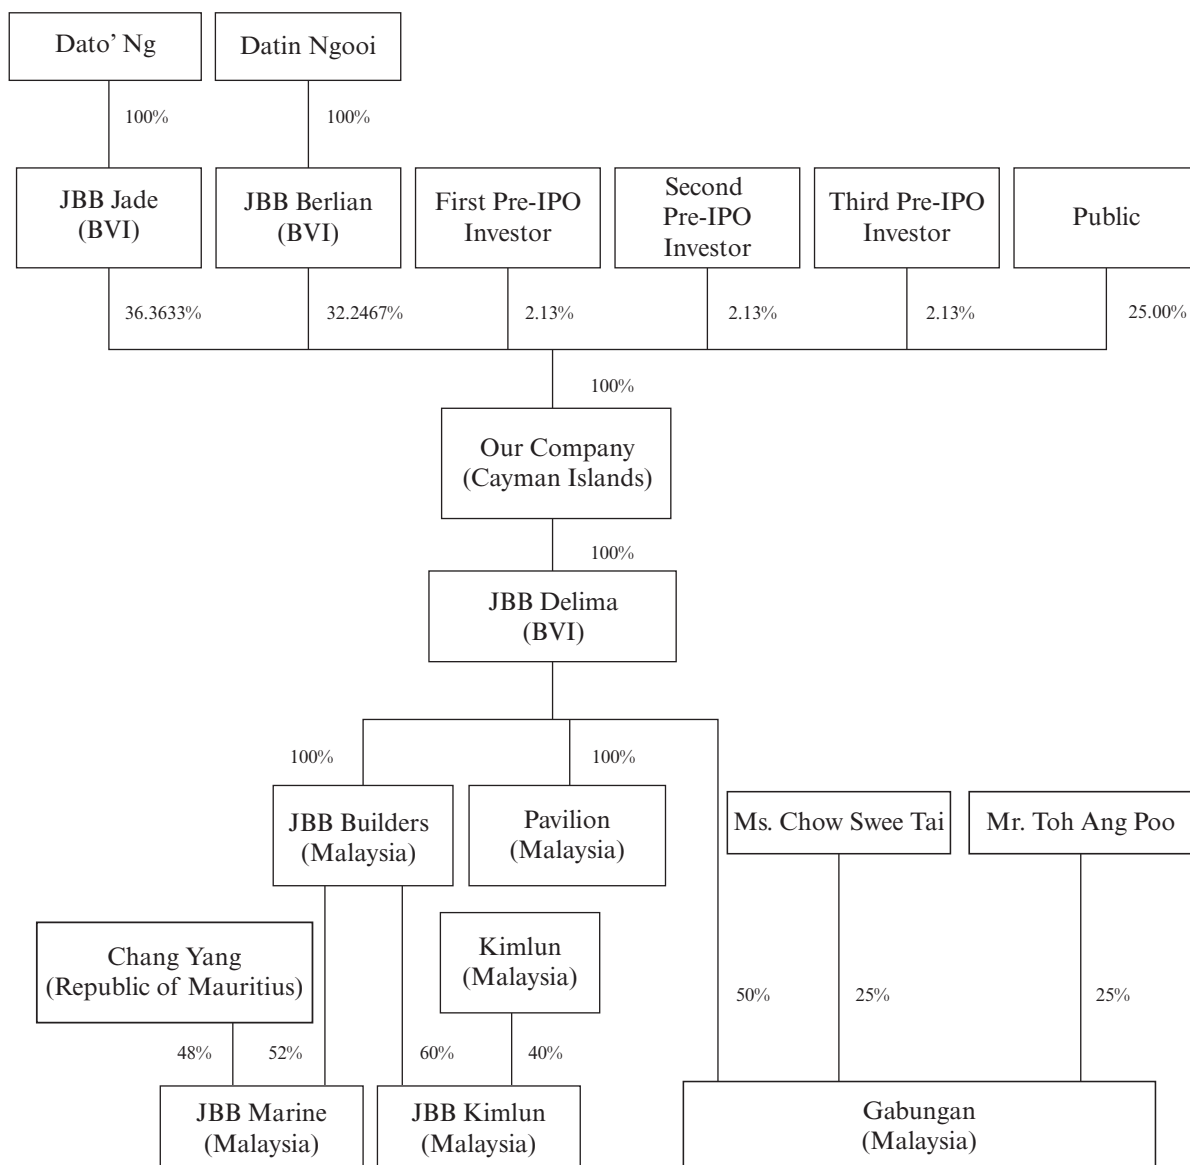 Dato’ Ng
Datin Ngooi
100%
100%
JBB Jade
(BVI)
JBB Berlian
(BVI)
First Pre-IPO
Investor
Second
Pre-IPO
Investor
Third Pre-IPO
Investor
Public
36.3633%
32.2467%
2.13%
2.13%
2.13%
25.00%
100%
Our Company
(Cayman Islands)
100%
JBB Delima
(BVI)
100%
100%
JBB Builders
(Malaysia)
Pavilion
(Malaysia)
Ms. Chow Swee Tai
Mr. Toh Ang Poo
Chang Yang
(Republic of Mauritius)
Kimlun
(Malaysia)
50%
25%
25%
48%
52%
60%
40%
JBB Marine
(Malaysia)
JBB Kimlun
(Malaysia)
Gabungan
(Malaysia)